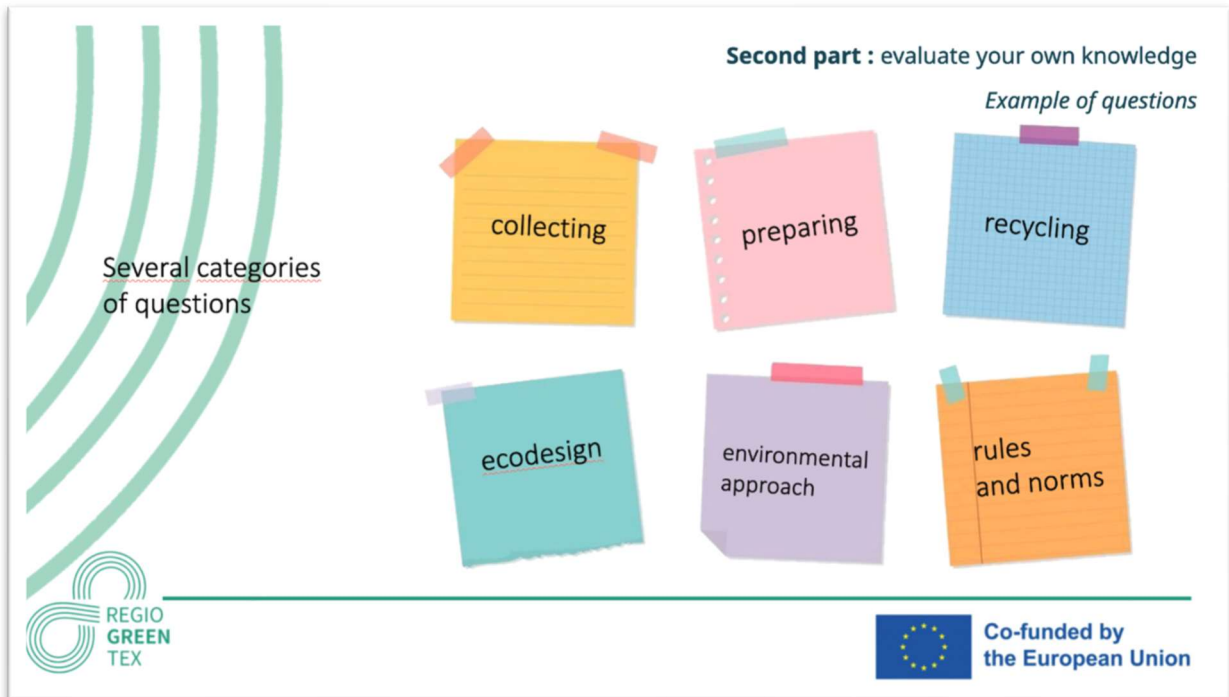 Second part : evaluate your own knowledge
Example of questions
Several categories
of questions
collecting
preparing
recycling
ecodesign
environmental
approach
rules
and norms
REGIO
GREEN
TEX
Co-funded by
the European Union